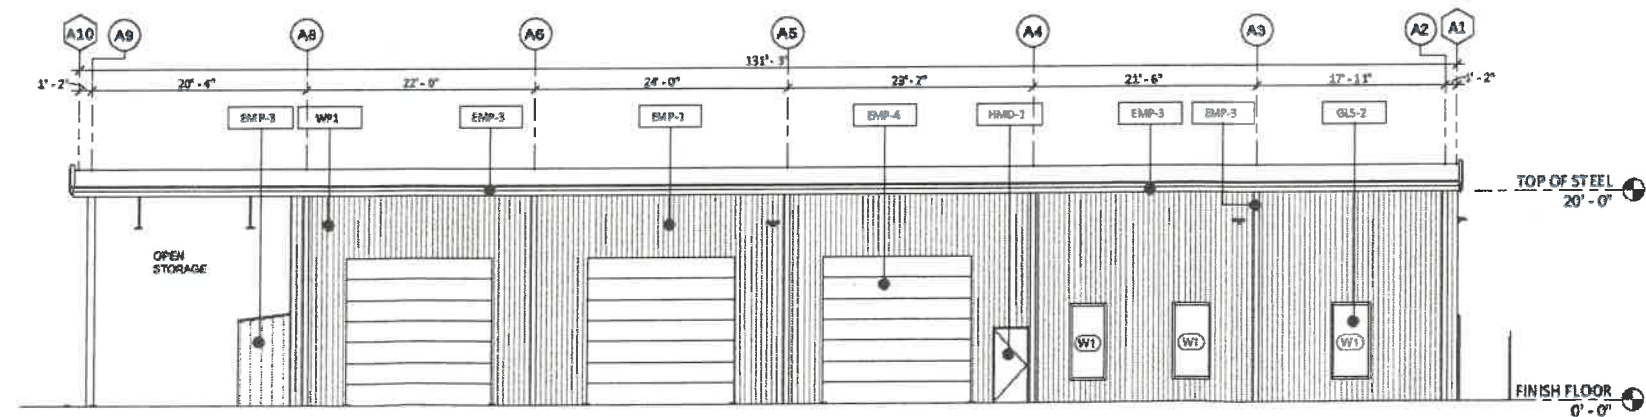 A10 A9 A8 A6 A5 A4 A3 A2 A1
131' - 3"
1' - 2" 20' - 4" 22' - 0" 24' - 0" 23' - 2" 21' - 6" 17' - 11" 1' - 2"
EMP-3 WP1 EMP-3 EMP-1 EMP-4 HMD-1 EMP-3 EMP-3 GLS-2
TOP OF STEEL
20' - 0"
OPEN
STORAGE
W1 W1 W1
FINISH FLOOR
0' - 0"